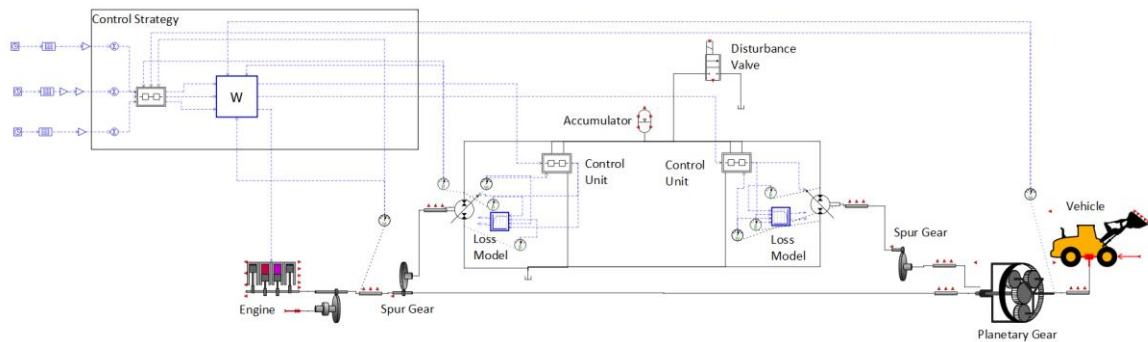 Control Strategy
W
Disturbance
Valve
Accumulator
Control
Unit
Control
Unit
Loss
Model
Loss
Model
Spur Gear
Vehicle
Engine
Spur Gear
Planetary Gear